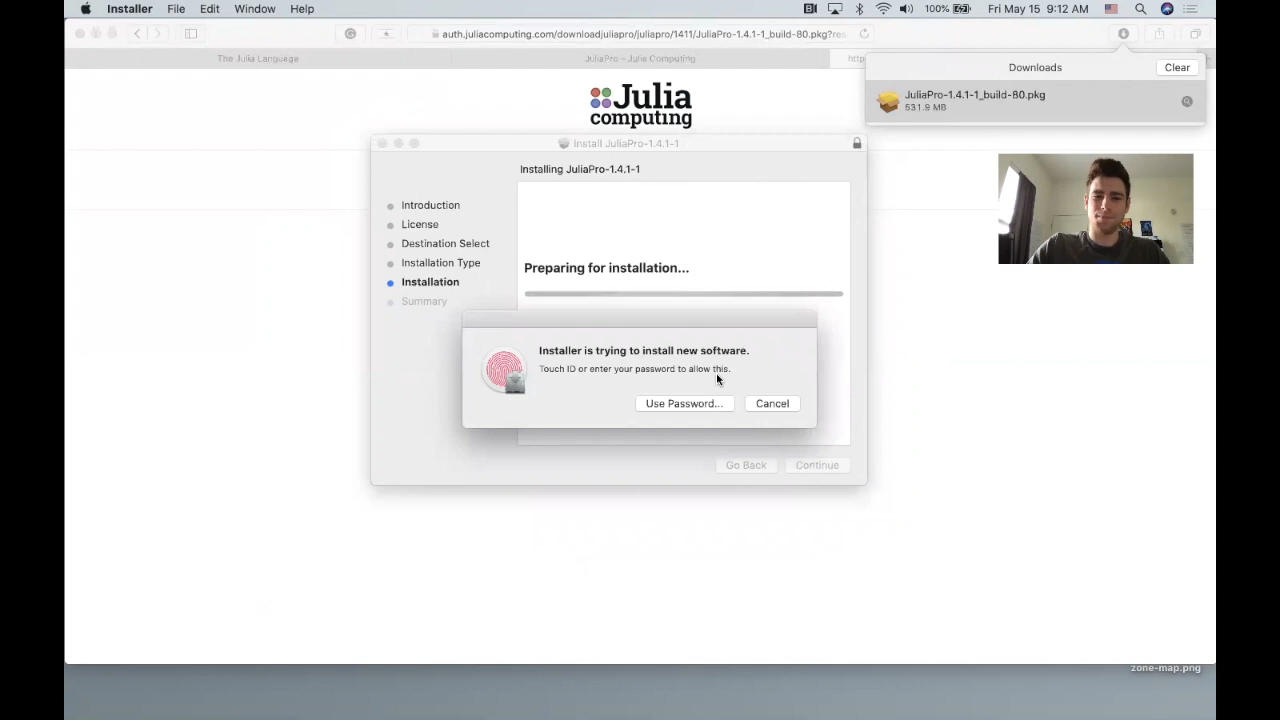 Installer File Edit Window Help 100% Fri May 15 9:12 AM
auth.juliacomputing.com/downloadjuliapro/juliapro/1411/JuliaPro-1.4.1-1_build-80.pkg?res
The Julia Language
JuliaPro – Julia Computing
http
Downloads
Clear
JuliaPro-1.4.1-1_build-80.pkg
531.9 MB
Julia
computing
Install JuliaPro-1.4.1-1
Installing JuliaPro-1.4.1-1
Introduction
License
Destination Select
Installation Type
Installation
Summary
Preparing for installation...
Installer is trying to install new software.
Touch ID or enter your password to allow this.
Use Password...
Cancel
Go Back
Continue
zone-map.png